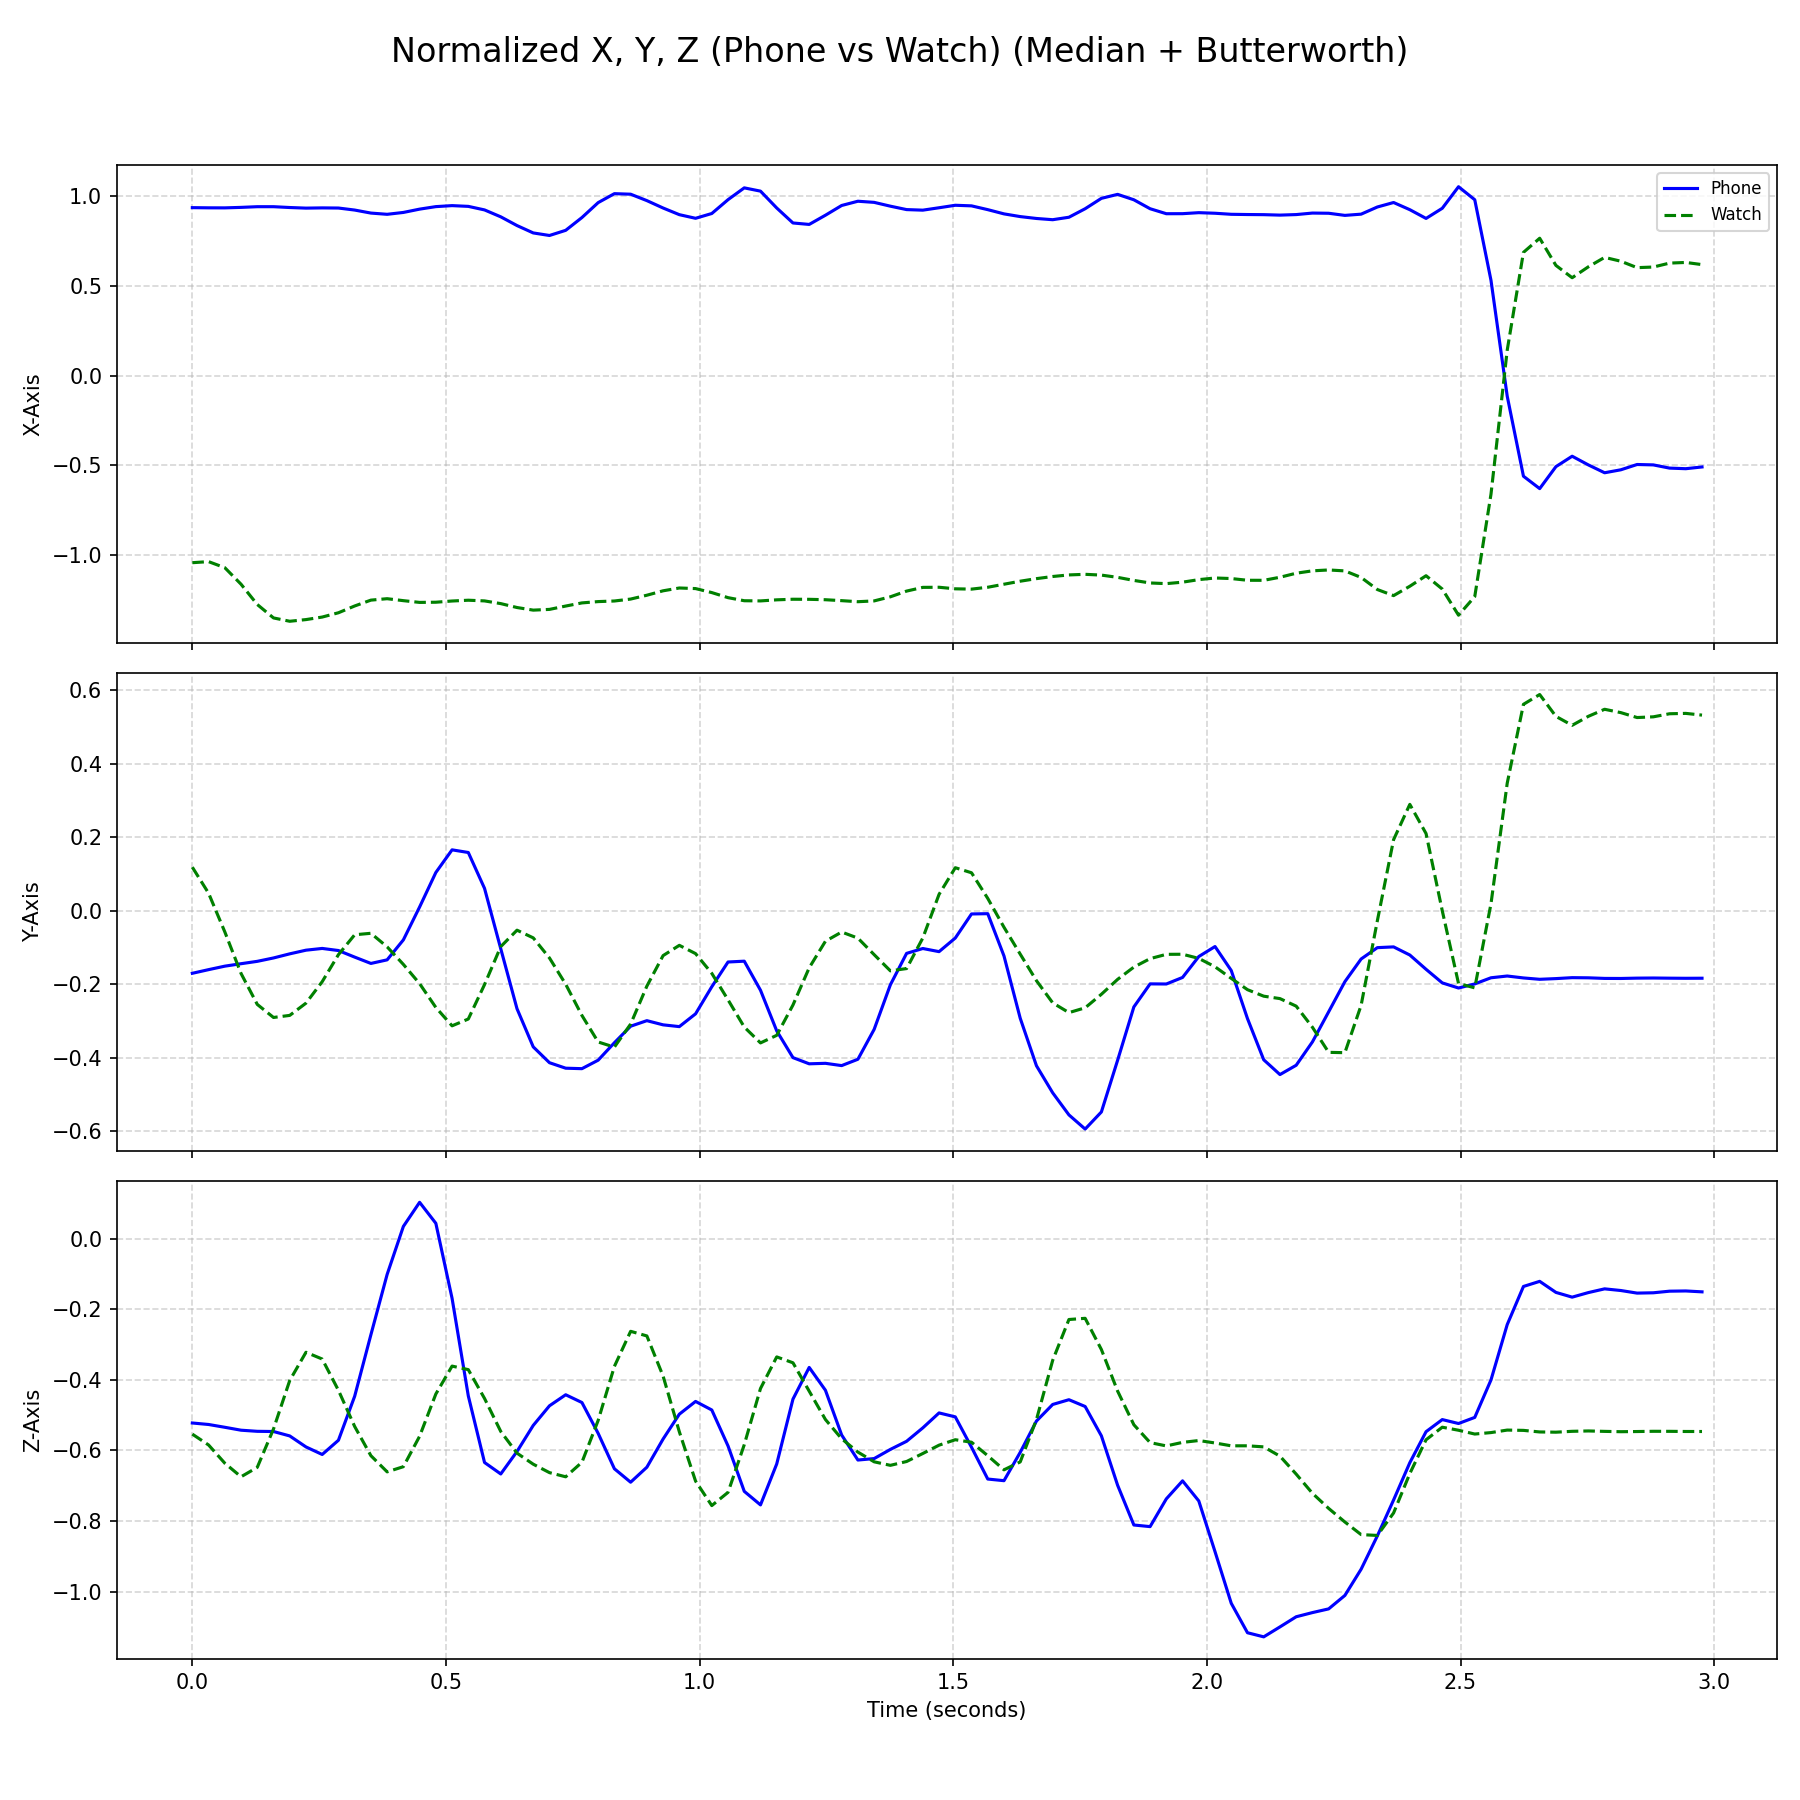 Normalized X, Y, Z (Phone vs Watch) (Median + Butterworth)
1.0
0.5
0.0
−0.5
−1.0
X-Axis
Phone
Watch
0.6
0.4
0.2
0.0
−0.2
−0.4
−0.6
Y-Axis
0.0
−0.2
−0.4
−0.6
−0.8
−1.0
Z-Axis
0.0 0.5 1.0 1.5 2.0 2.5 3.0
Time (seconds)